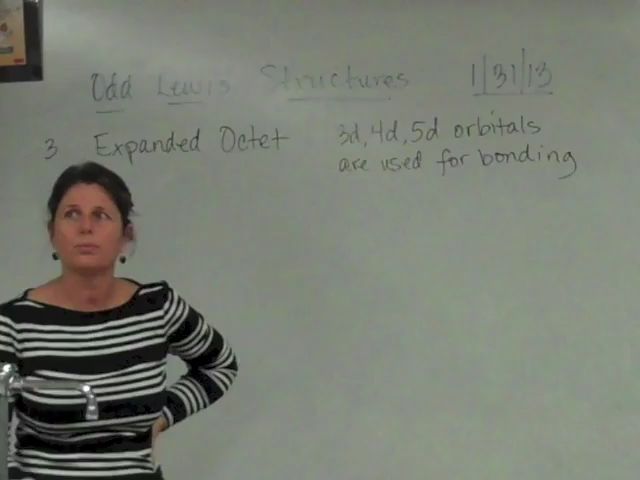 Odd Lewis Structures 1|31|13
3 Expanded Octet 3d, 4d, 5d orbitals
are used for bonding